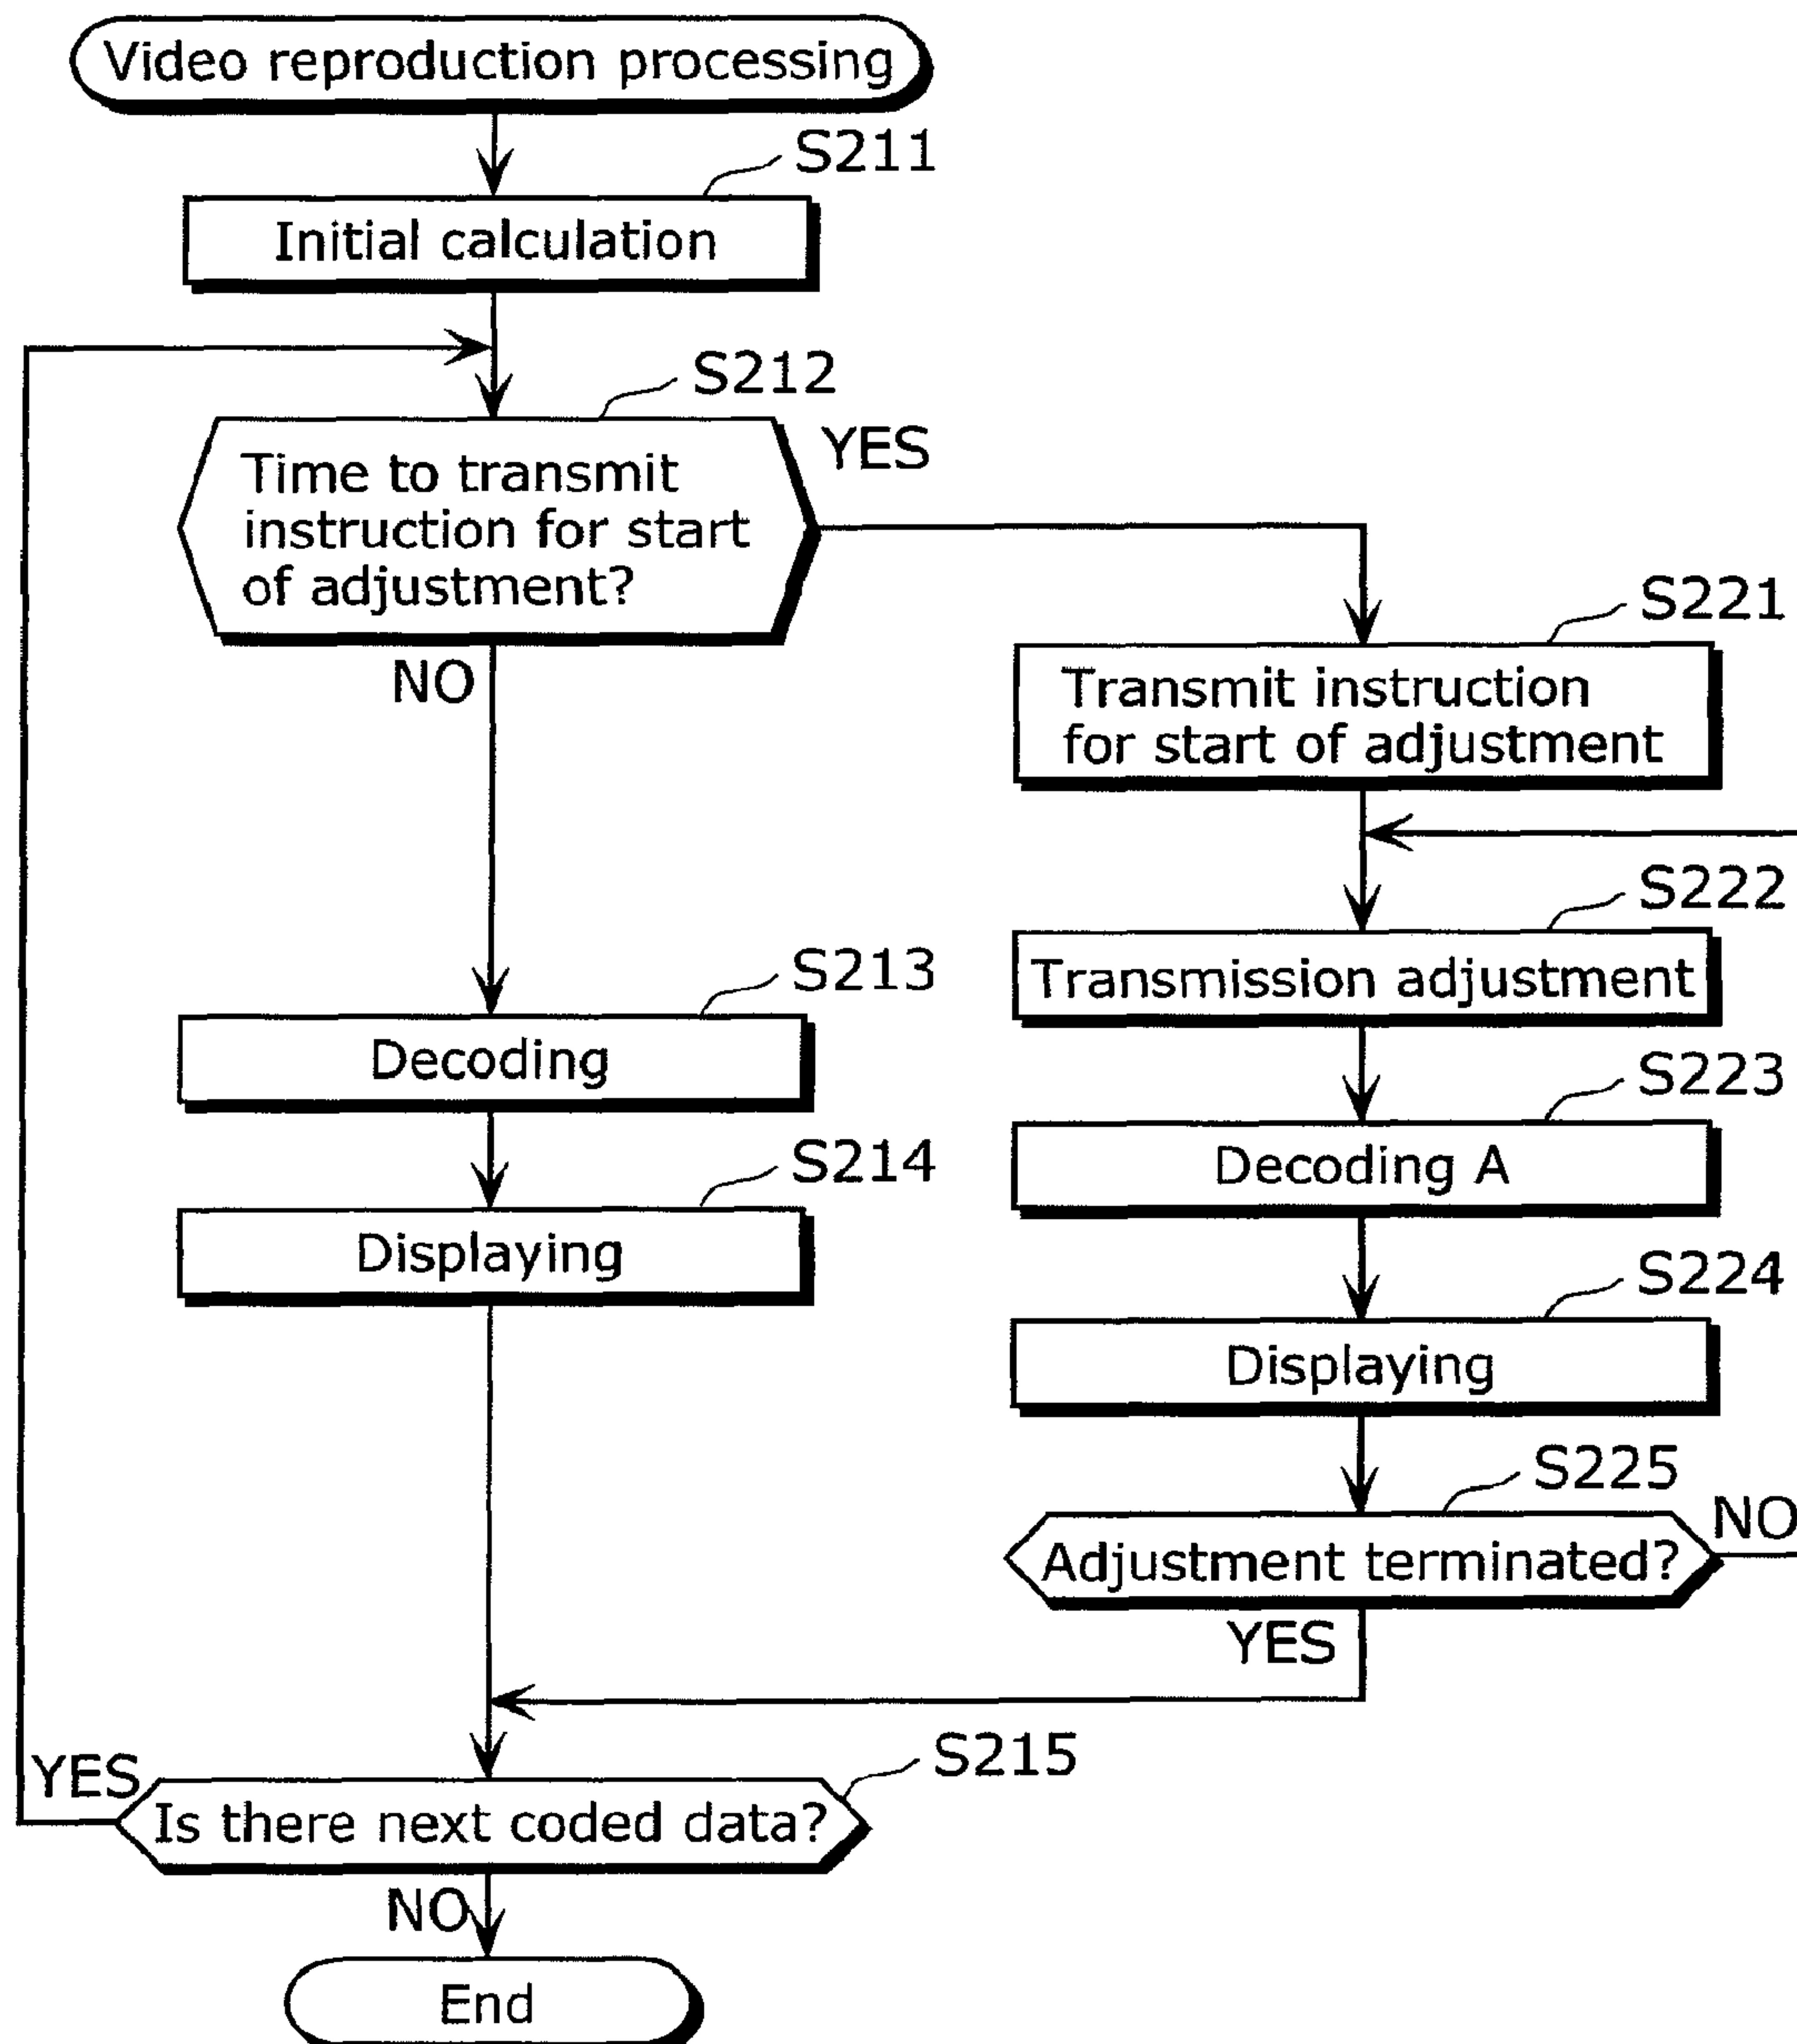 Video reproduction processing
S211
Initial calculation
S212
Time to transmit
instruction for start
of adjustment?
YES
NO
S221
Transmit instruction
for start of adjustment
S222
Transmission adjustment
S213
Decoding
S223
Decoding A
S214
Displaying
S224
Displaying
S225
Adjustment terminated?
NO
YES
S215
YES
Is there next coded data?
NO
End